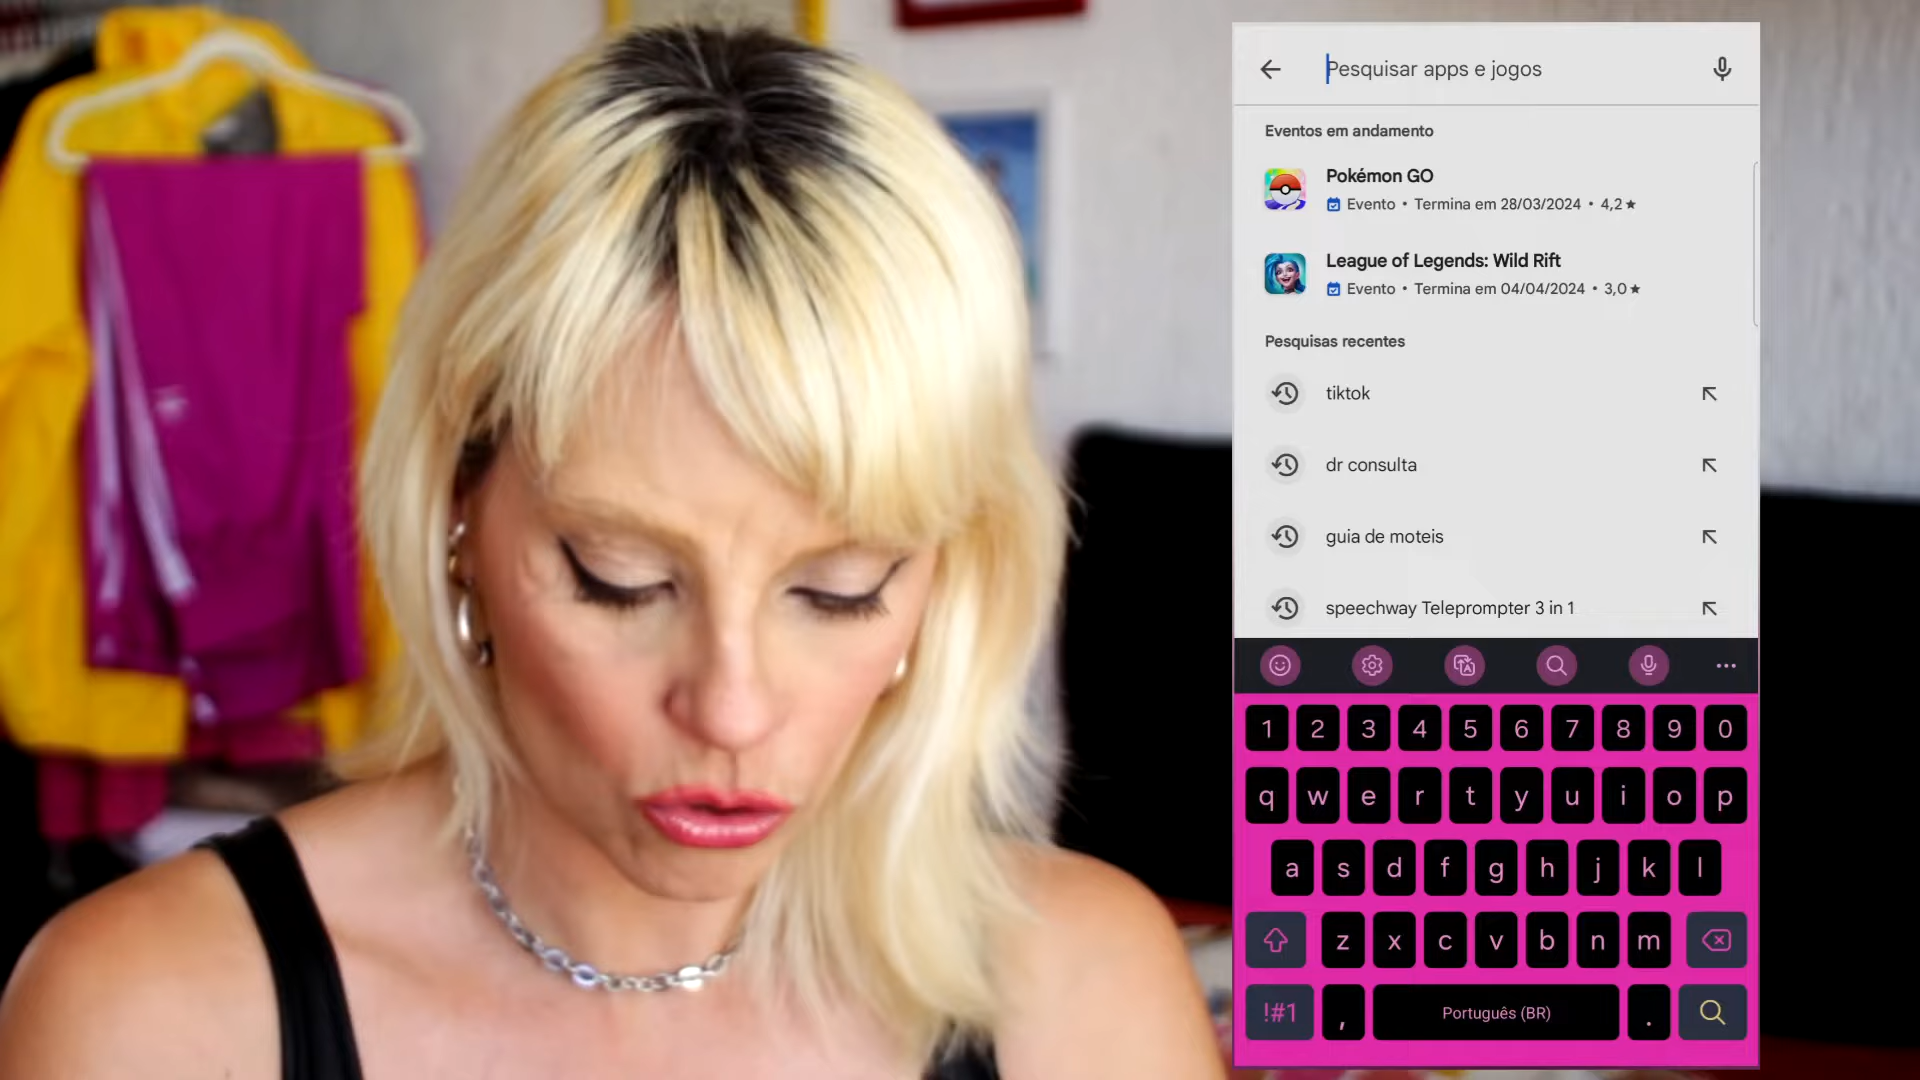 Pesquisar apps e jogos
Eventos em andamento
Pokémon GO
Evento • Termina em 28/03/2024 • 4,2 ★
League of Legends: Wild Rift
Evento • Termina em 04/04/2024 • 3,0 ★
Pesquisas recentes
tiktok
dr consulta
guia de moteis
speechway Teleprompter 3 in 1
1 2 3 4 5 6 7 8 9 0
q w e r t y u i o p
a s d f g h j k l
z x c v b n m
!#1 , Português (BR) .